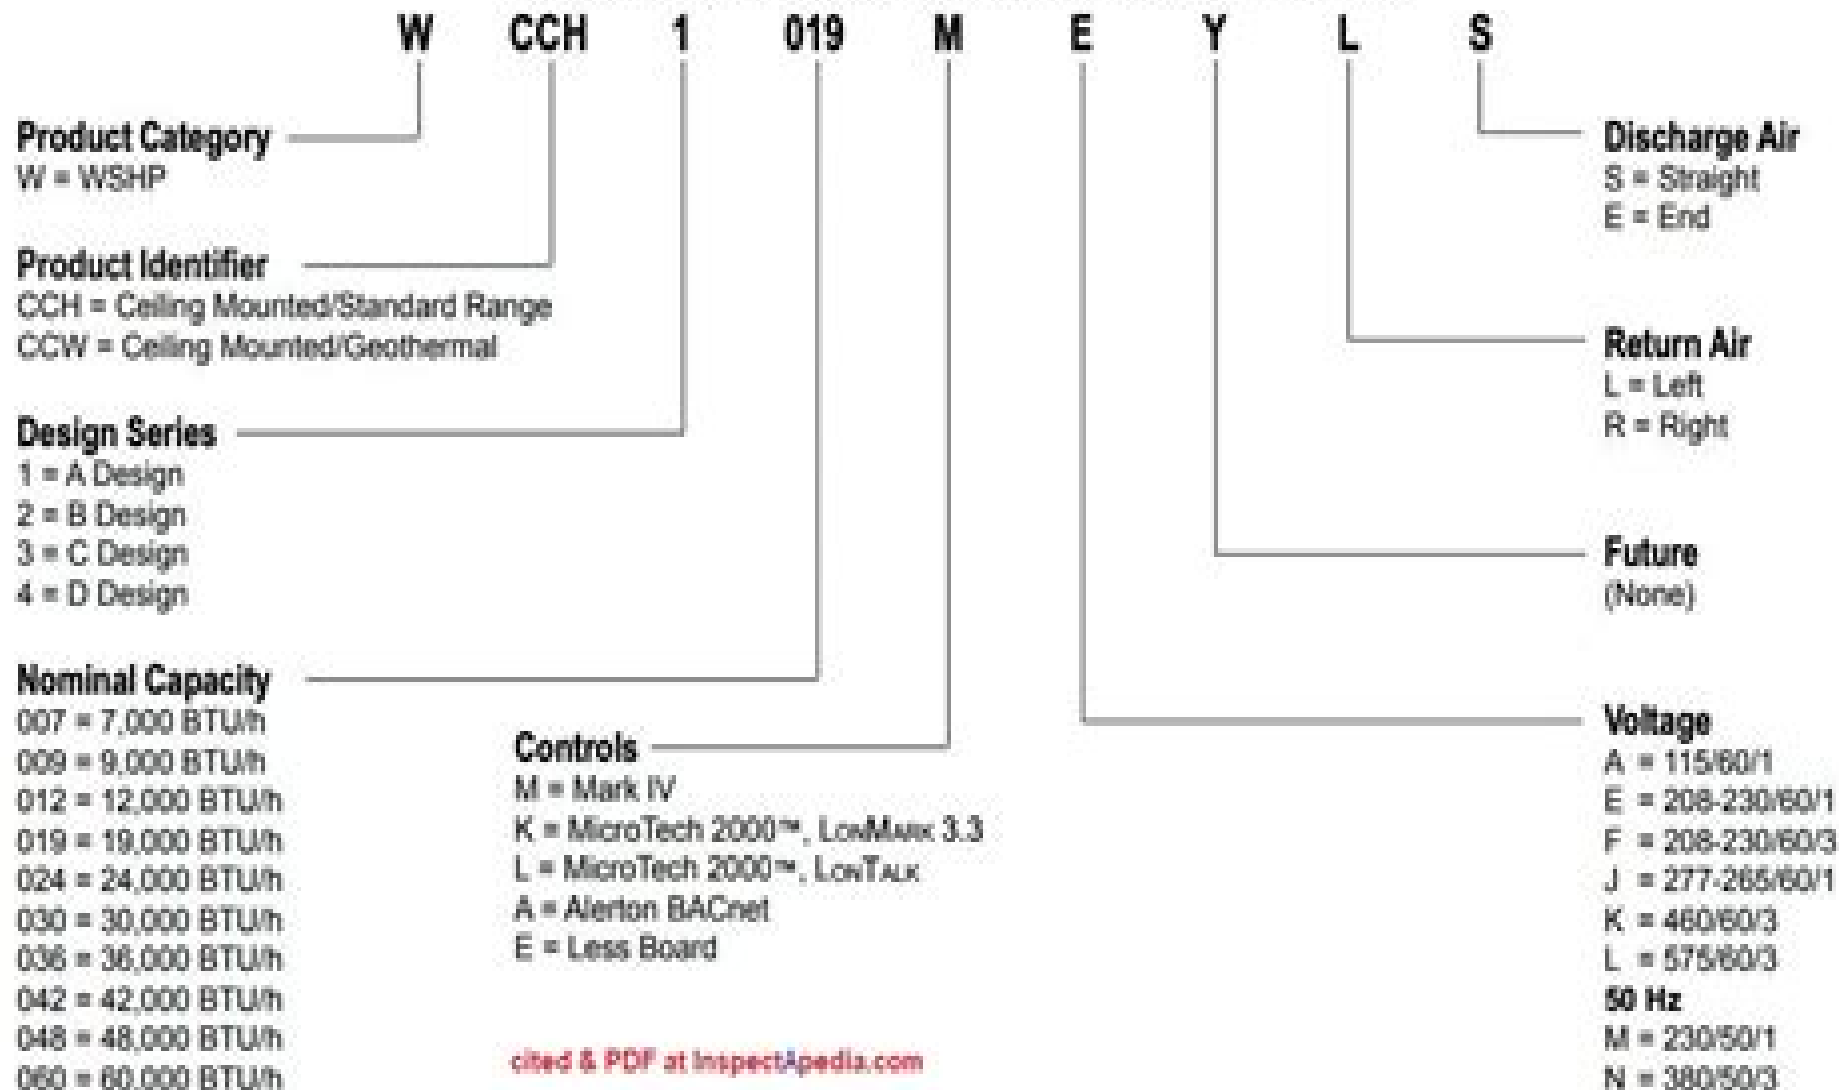 W CCH 1 019 M E Y L S
Product Category
W = WSHP
Product Identifier
CCH = Ceiling Mounted/Standard Range
CCW = Ceiling Mounted/Geothermal
Design Series
1 = A Design
2 = B Design
3 = C Design
4 = D Design
Nominal Capacity
007 = 7,000 BTU/h
009 = 9,000 BTU/h
012 = 12,000 BTU/h
019 = 19,000 BTU/h
024 = 24,000 BTU/h
030 = 30,000 BTU/h
036 = 36,000 BTU/h
042 = 42,000 BTU/h
048 = 48,000 BTU/h
060 = 60,000 BTU/h
Controls
M = Mark IV
K = MicroTech 2000™, LONMARK 3.3
L = MicroTech 2000™, LONTALK
A = Alerton BACnet
E = Less Board
cited & PDF at InspectApedia.com
Discharge Air
S = Straight
E = End
Return Air
L = Left
R = Right
Future
(None)
Voltage
A = 115/60/1
E = 208-230/60/1
F = 208-230/60/3
J = 277-265/60/1
K = 460/60/3
L = 575/60/3
50 Hz
M = 230/50/1
N = 380/50/3